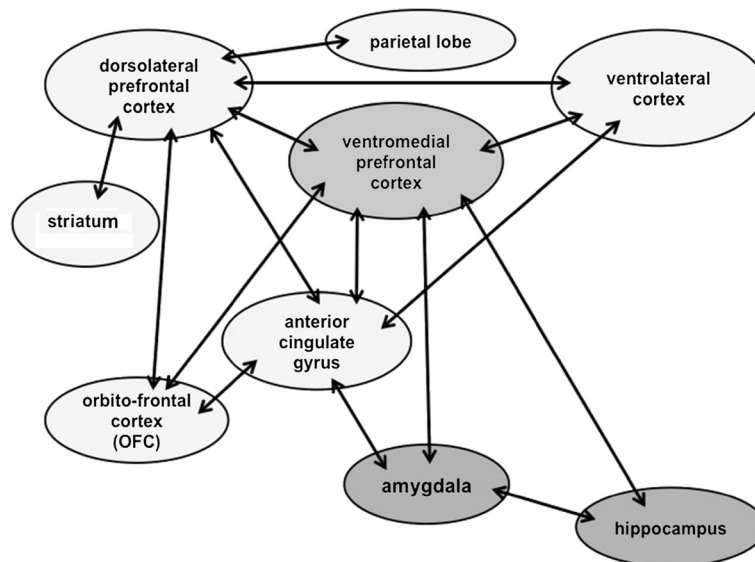 parietal lobe
dorsolateral
prefrontal
cortex
ventrolateral
cortex
ventromedial
prefrontal
cortex
striatum
anterior
cingulate
gyrus
orbito-frontal
cortex
(OFC)
amygdala
hippocampus